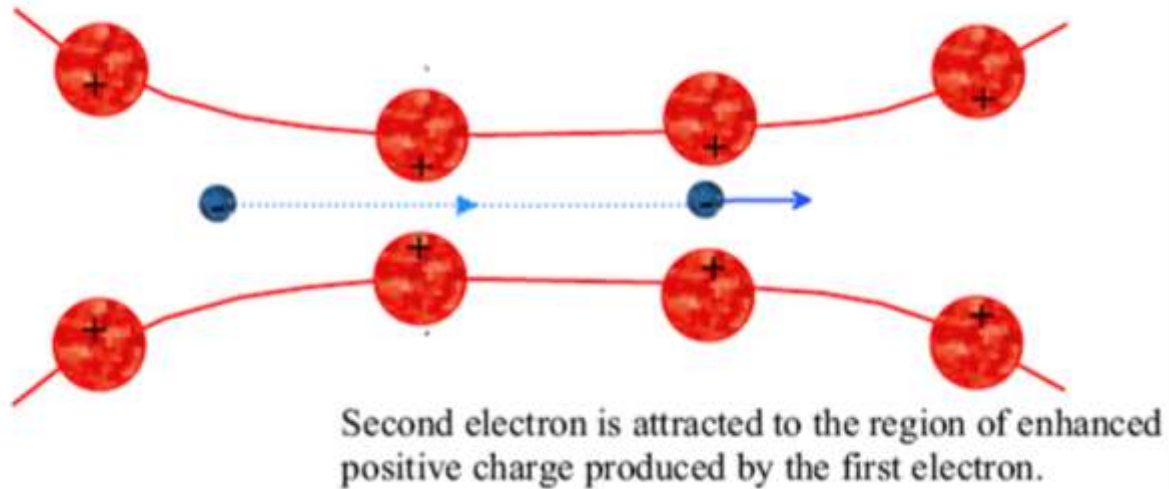 + + + +
- -
+ + + +
Second electron is attracted to the region of enhanced
positive charge produced by the first electron.